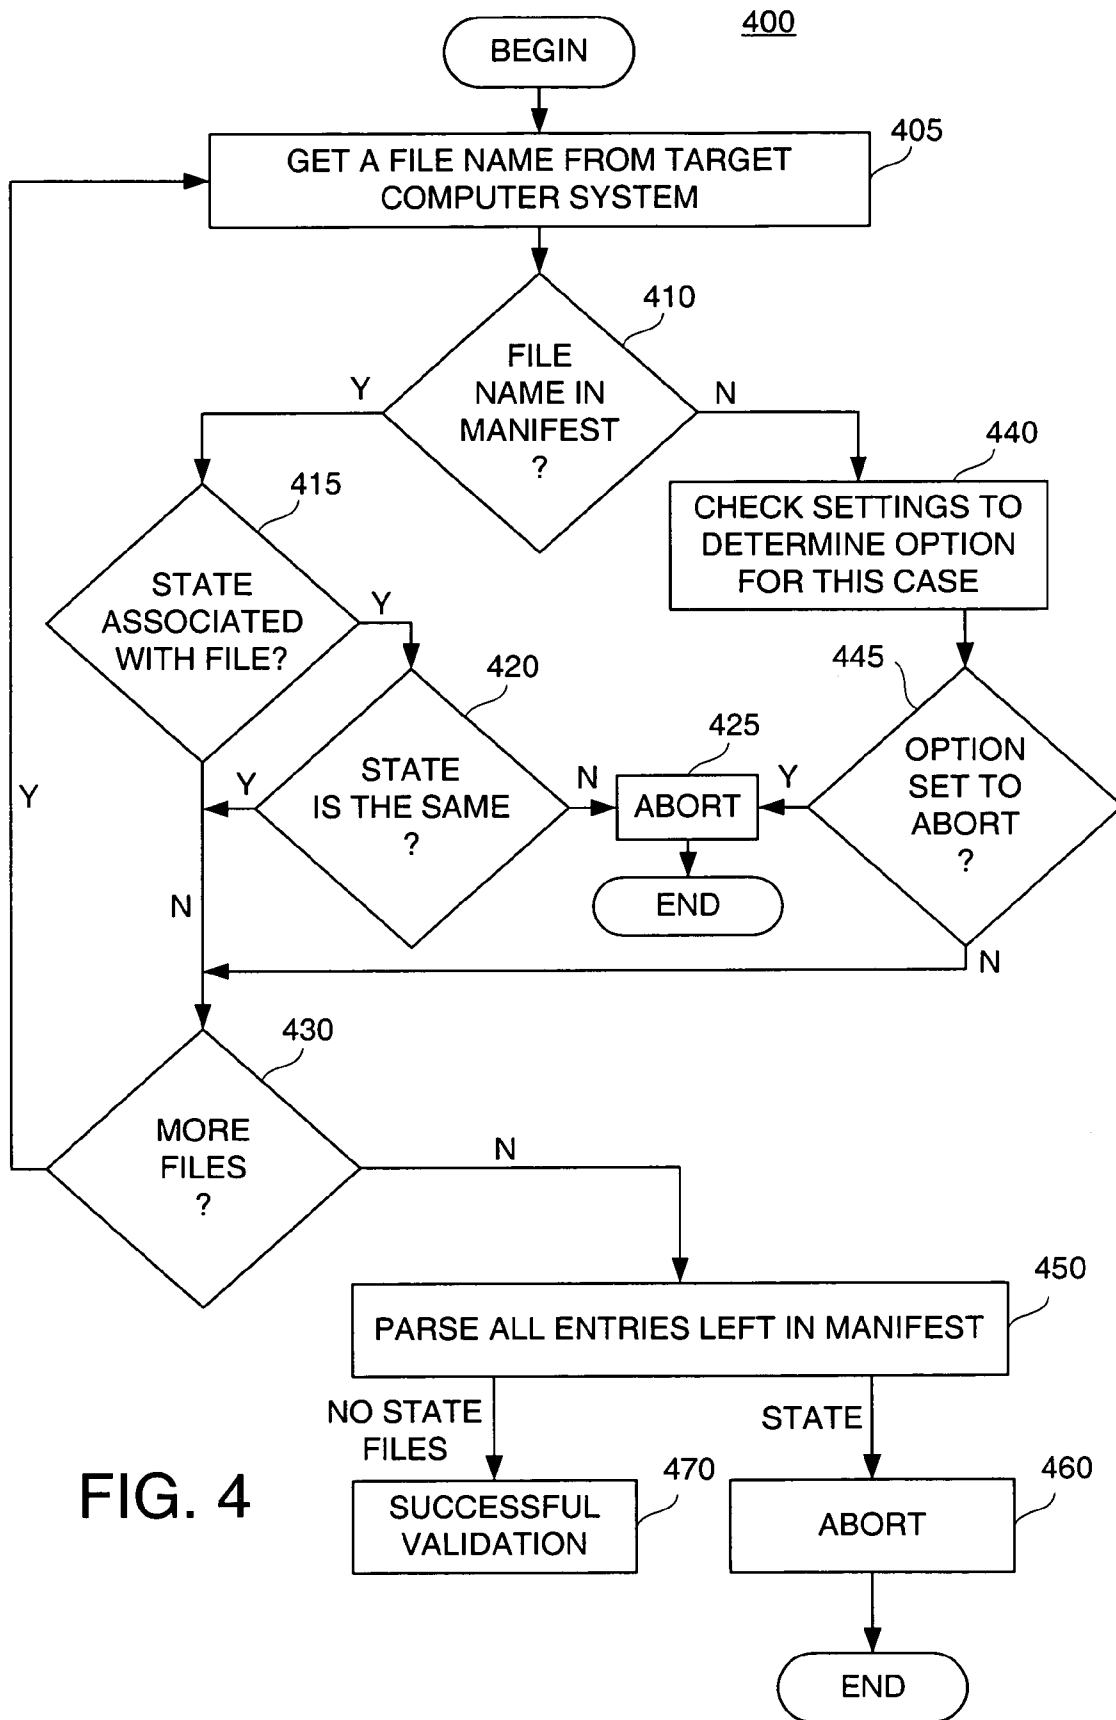 400
BEGIN
405
GET A FILE NAME FROM TARGET
COMPUTER SYSTEM
410
FILE
NAME IN
MANIFEST
?
Y
N
415
STATE
ASSOCIATED
WITH FILE?
Y
440
CHECK SETTINGS TO
DETERMINE OPTION
FOR THIS CASE
420
STATE
IS THE SAME
?
Y
N
425
ABORT
END
445
OPTION
SET TO
ABORT
?
Y
N
N
Y
430
MORE
FILES
?
N
450
PARSE ALL ENTRIES LEFT IN MANIFEST
NO STATE
FILES
STATE
470
SUCCESSFUL
VALIDATION
460
ABORT
END
FIG. 4